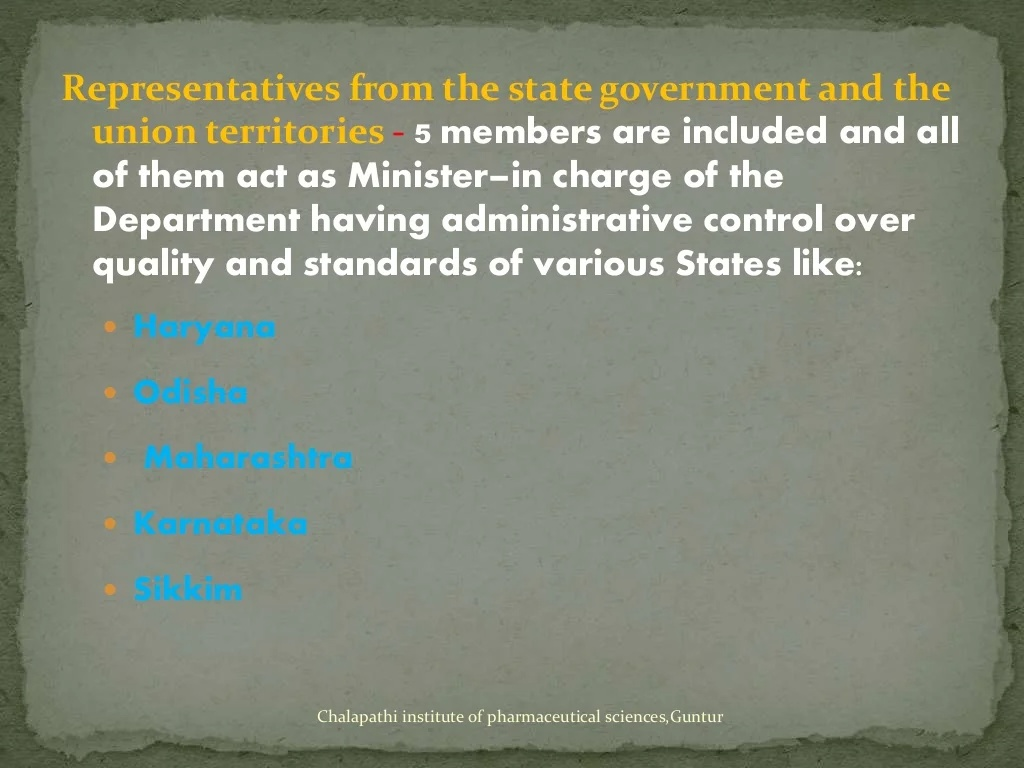 Representatives from the state government and the
union territories - 5 members are included and all
of them act as Minister–in charge of the
Department having administrative control over
quality and standards of various States like:
• Haryana
• Odisha
• Maharashtra
• Karnataka
• Sikkim
Chalapathi institute of pharmaceutical sciences,Guntur